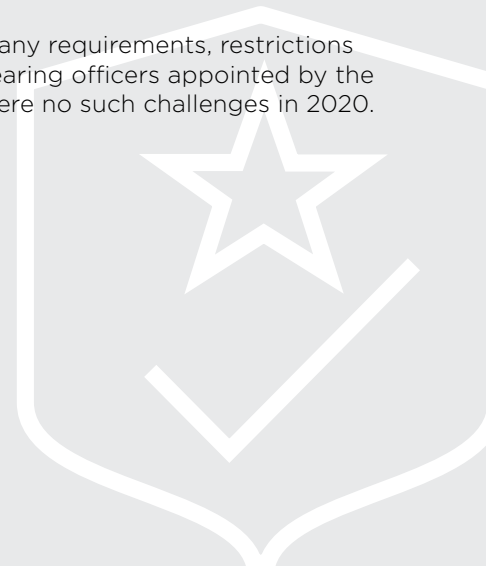 any requirements, restrictions
earing officers appointed by the
ere no such challenges in 2020.